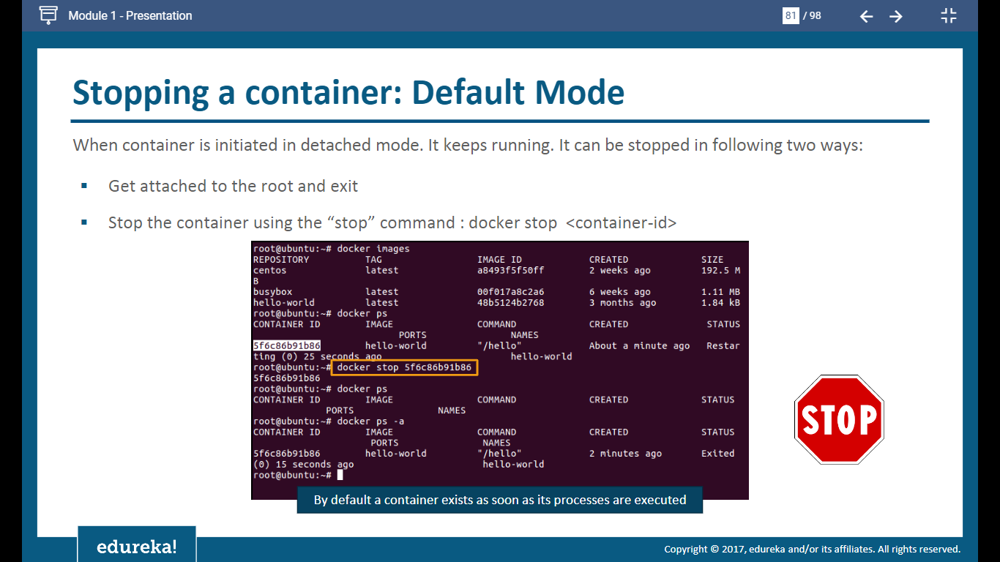 Module 1 - Presentation
81 / 98
Stopping a container: Default Mode
When container is initiated in detached mode. It keeps running. It can be stopped in following two ways:
▪ Get attached to the root and exit
▪ Stop the container using the “stop” command : docker stop <container-id>
root@ubuntu:~# docker images
REPOSITORY TAG IMAGE ID CREATED SIZE
centos latest a8493f5f50ff 2 weeks ago 192.5 M
B
busybox latest 00f017a8c2a6 6 weeks ago 1.11 MB
hello-world latest 48b5124b2768 3 months ago 1.84 kB
root@ubuntu:~# docker ps
CONTAINER ID IMAGE COMMAND CREATED STATUS
PORTS NAMES
5f6c86b91b86 hello-world "/hello" About a minute ago Restar
ting (0) 25 seconds ago hello-world
root@ubuntu:~# docker stop 5f6c86b91b86
5f6c86b91b86
root@ubuntu:~# docker ps
CONTAINER ID IMAGE COMMAND CREATED STATUS
PORTS NAMES
root@ubuntu:~# docker ps -a
CONTAINER ID IMAGE COMMAND CREATED STATUS
PORTS NAMES
5f6c86b91b86 hello-world "/hello" 2 minutes ago Exited
(0) 15 seconds ago hello-world
root@ubuntu:~#
STOP
By default a container exists as soon as its processes are executed
edureka!
Copyright © 2017, edureka and/or its affiliates. All rights reserved.